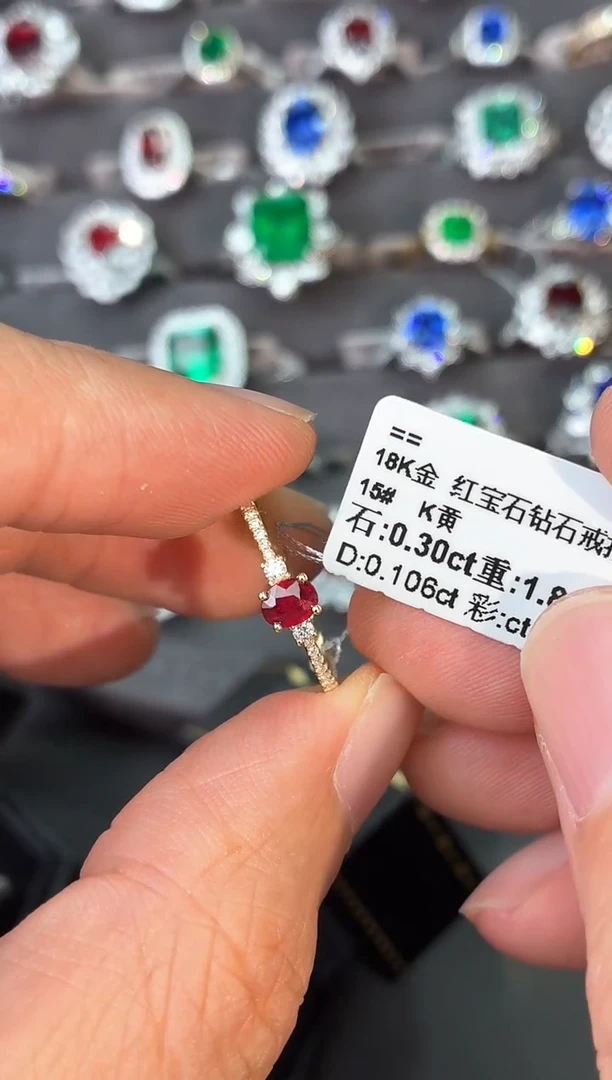 ==
18K金 红宝石钻石戒
15# K黄
石:0.30ct重:1.8
D:0.106ct 彩:ct